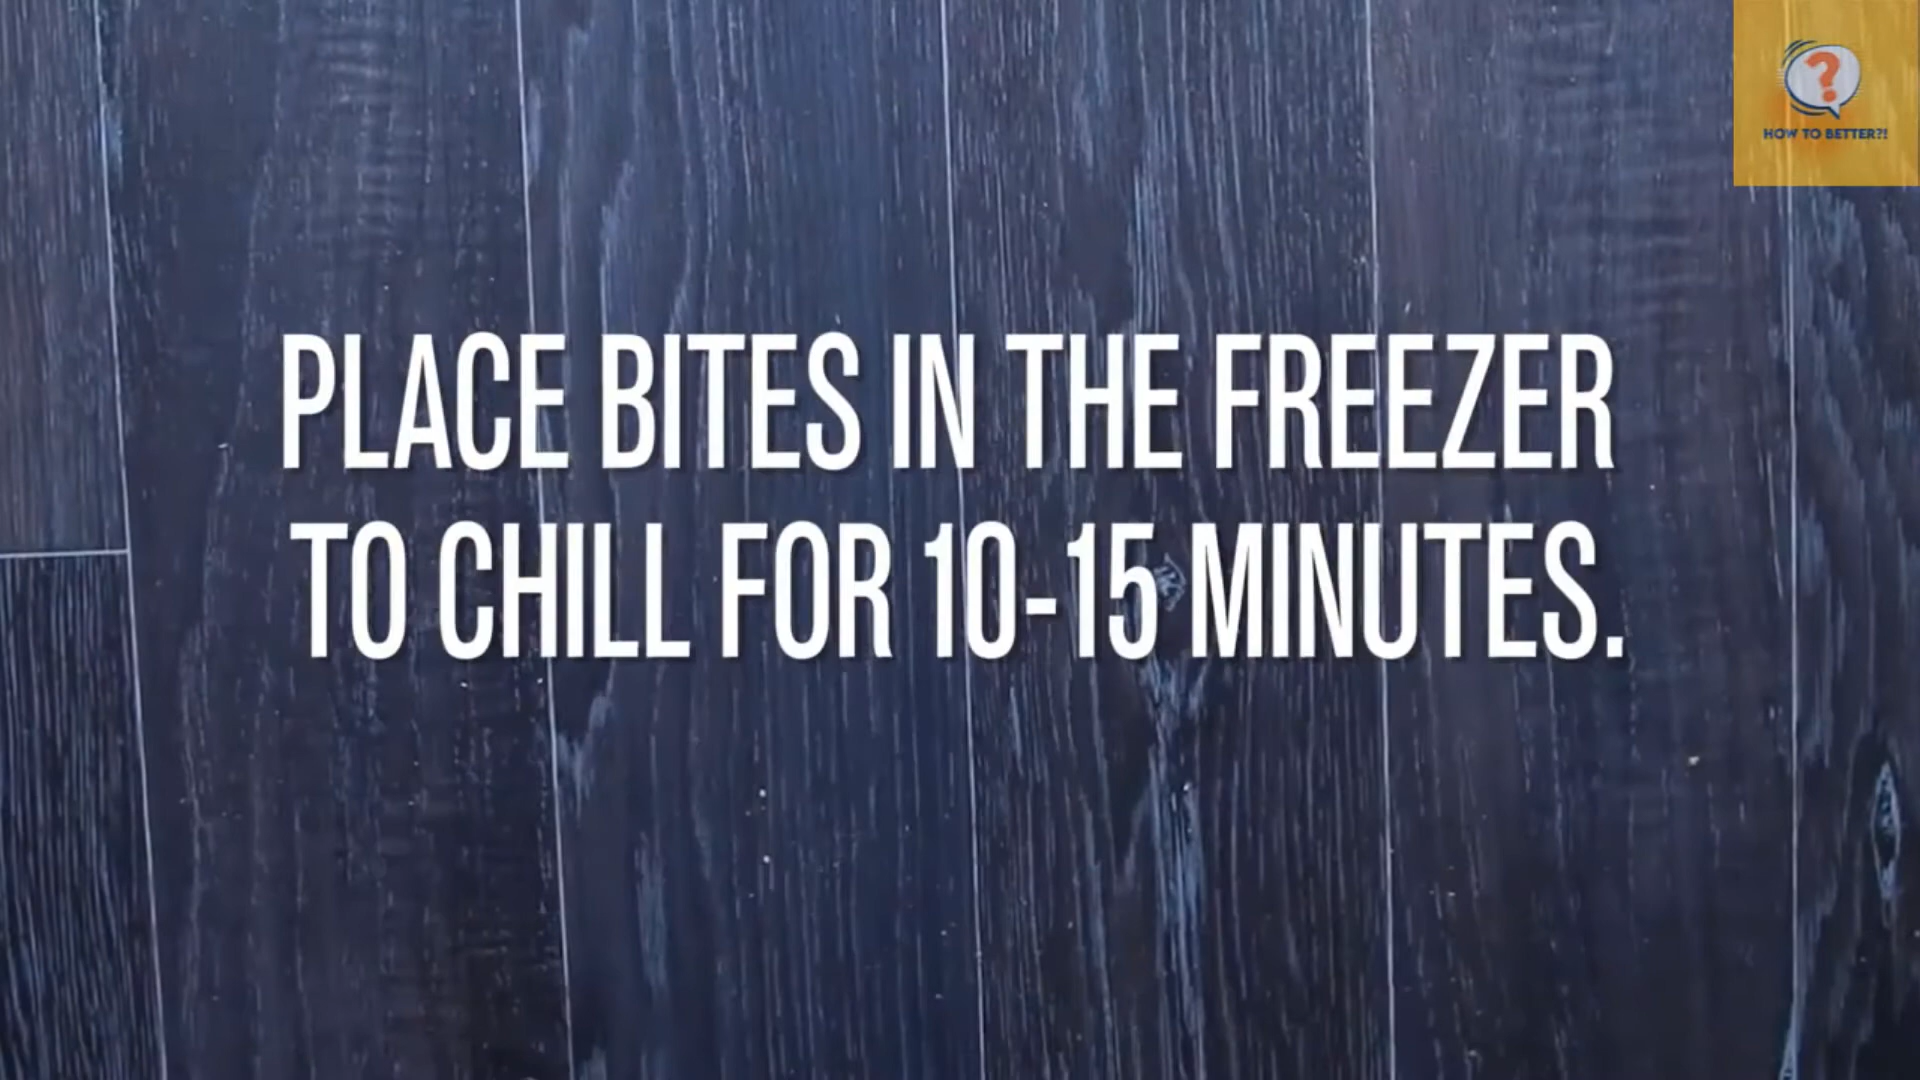 HOW TO BETTER?!
PLACE BITES IN THE FREEZER
TO CHILL FOR 10-15 MINUTES.